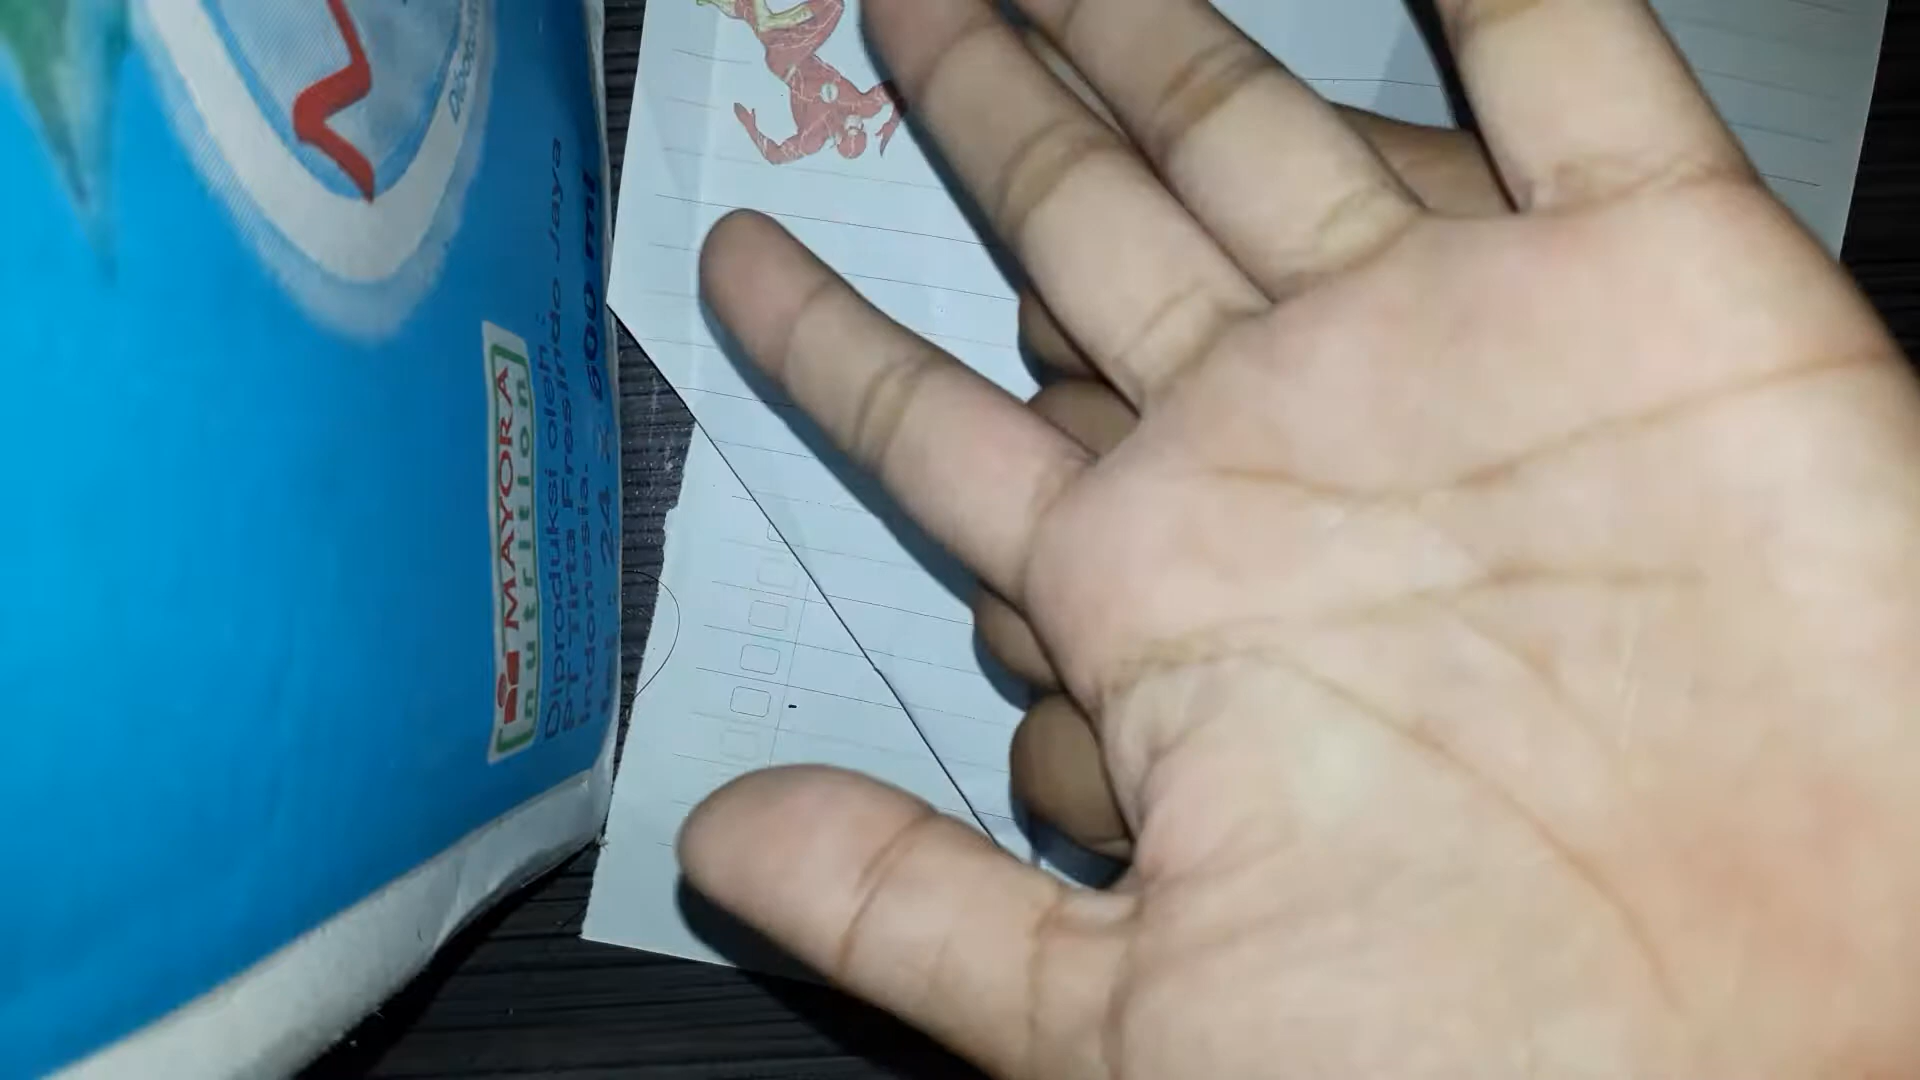 MAYORA
nutrition
Diproduksi oleh :
PT Tirta Fresindo Jaya
Indonesia.
24 x 600 ml